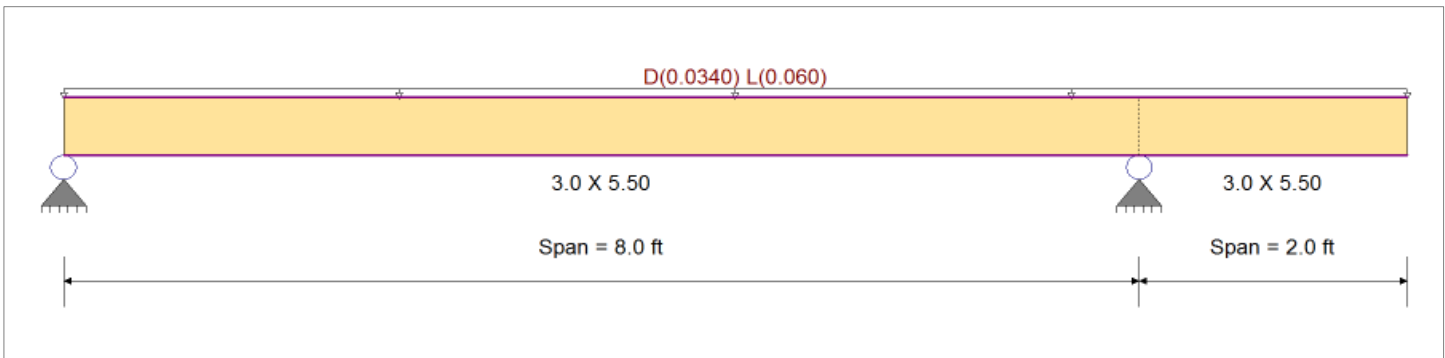 D(0.0340) L(0.060)
3.0 X 5.50
3.0 X 5.50
Span = 8.0 ft
Span = 2.0 ft